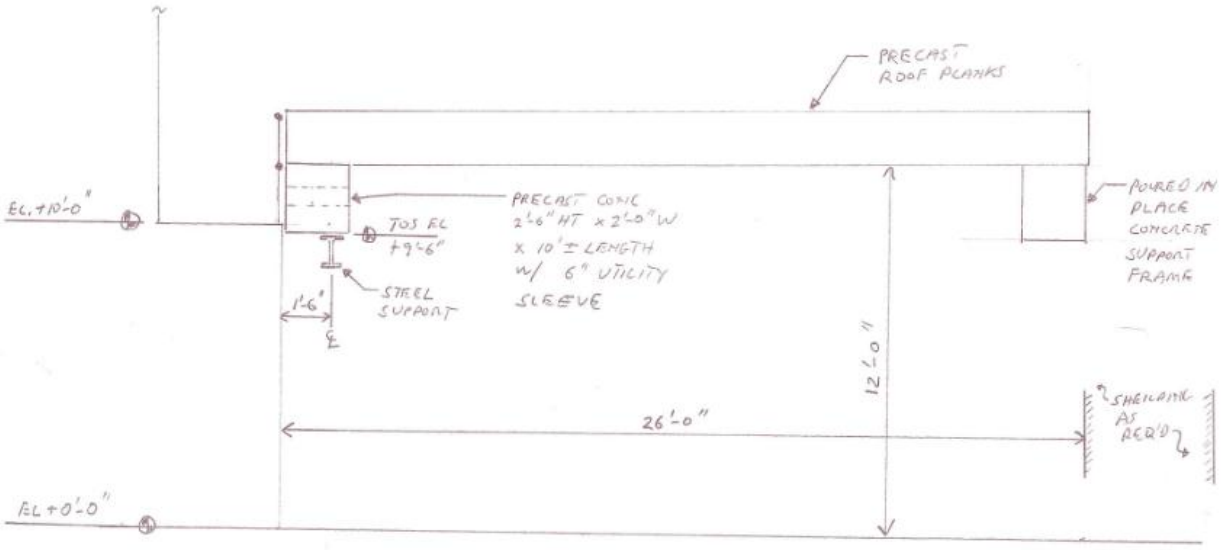 PRECAST
ROOF PLANKS
EL. +10'-0"
TOS EL
+9'-6"
PRECAST CONC
2'-6" HT x 2'-0" W
x 10' ± LENGTH
W/ 6" UTILITY
SLEEVE
POURED IN
PLACE
CONCRETE
SUPPORT
FRAME
STEEL
SUPPORT
1'-6"
℄
12'-0"
26'-0"
SHEILDING
AS
REQ'D
EL +0'-0"